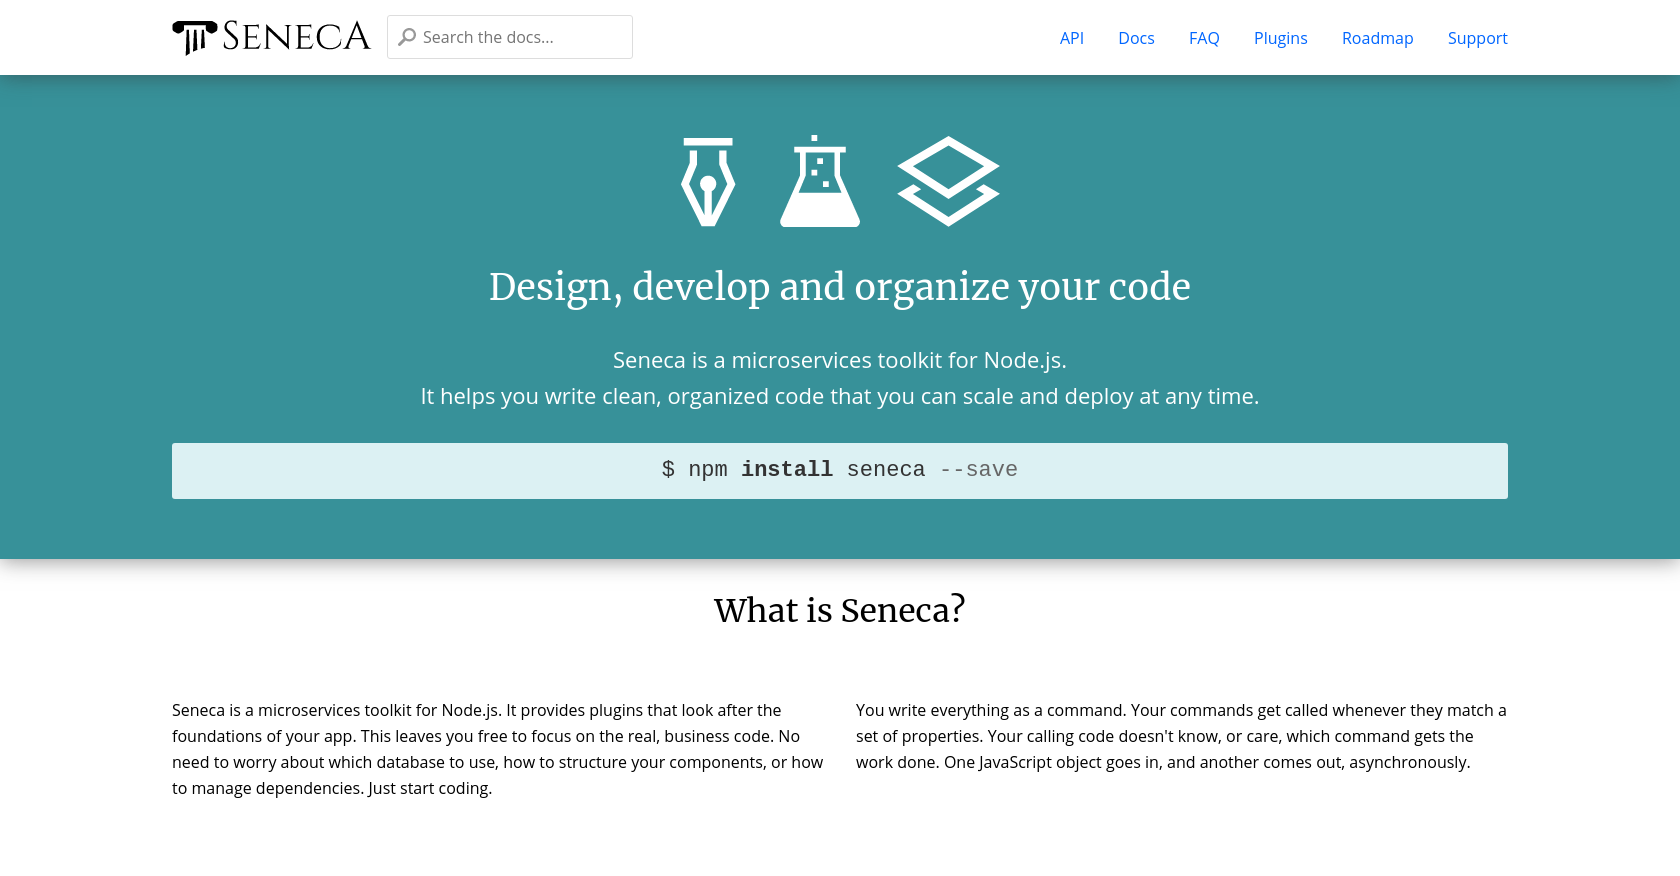 SENECA
Search the docs...
API Docs FAQ Plugins Roadmap Support
Design, develop and organize your code
Seneca is a microservices toolkit for Node.js.
It helps you write clean, organized code that you can scale and deploy at any time.
$ npm install seneca --save
What is Seneca?
Seneca is a microservices toolkit for Node.js. It provides plugins that look after the
foundations of your app. This leaves you free to focus on the real, business code. No
need to worry about which database to use, how to structure your components, or how
to manage dependencies. Just start coding.
You write everything as a command. Your commands get called whenever they match a
set of properties. Your calling code doesn't know, or care, which command gets the
work done. One JavaScript object goes in, and another comes out, asynchronously.